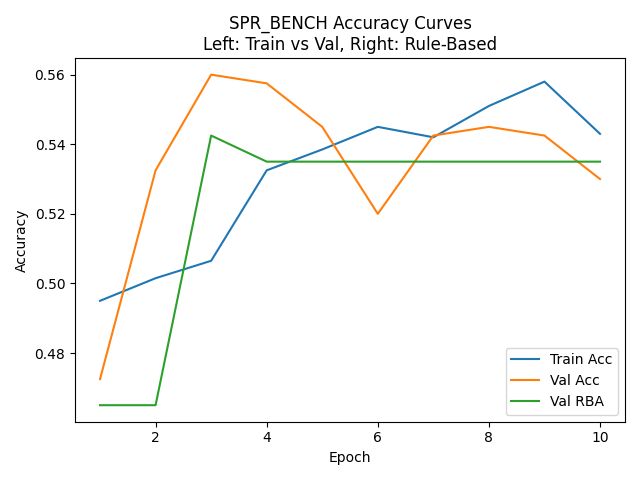 SPR_BENCH Accuracy Curves
Left: Train vs Val, Right: Rule-Based
0.56
0.54
0.52
0.50
0.48
Accuracy
2
4
6
8
10
Epoch
Train Acc
Val Acc
Val RBA